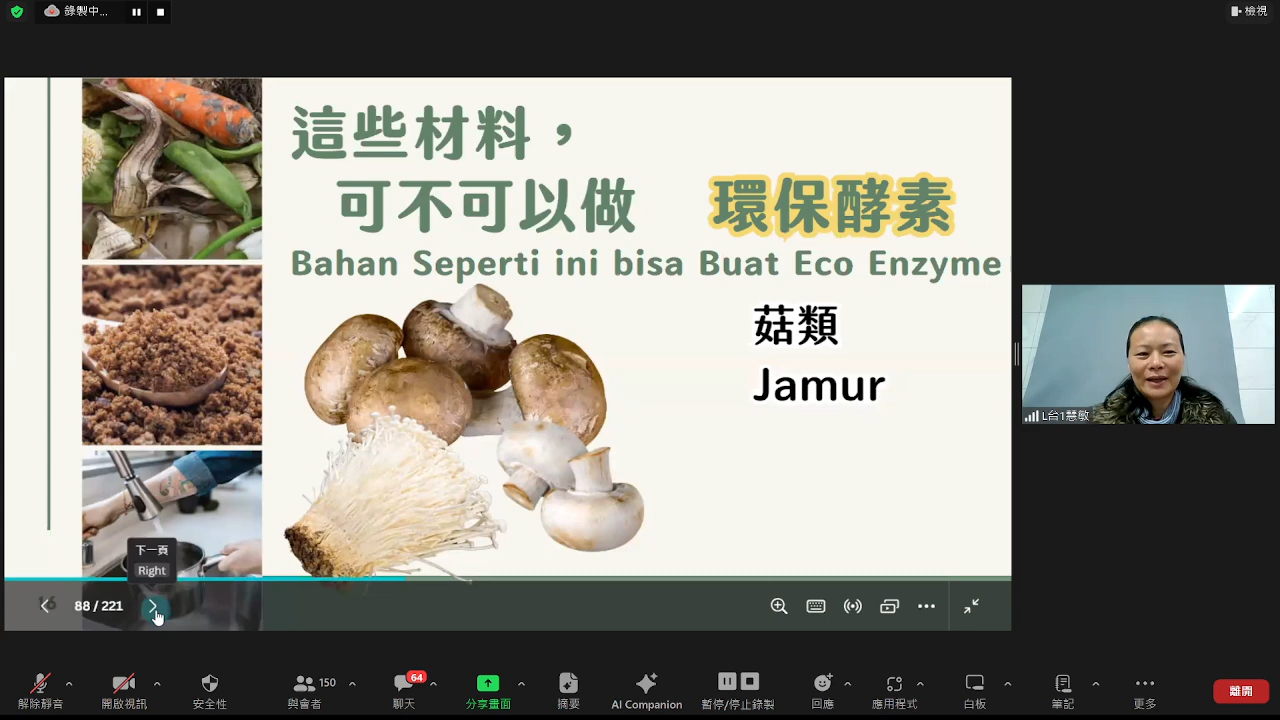 錄製中...
檢視
這些材料，
可不可以做 環保酵素
Bahan Seperti ini bisa Buat Eco Enzyme
菇類
Jamur
L台1慧敏
下一頁
Right
16
88 / 221
150
64
解除靜音
開啟視訊
安全性
與會者
聊天
分享畫面
摘要
AI Companion
暫停/停止錄製
回應
應用程式
白板
筆記
更多
離開